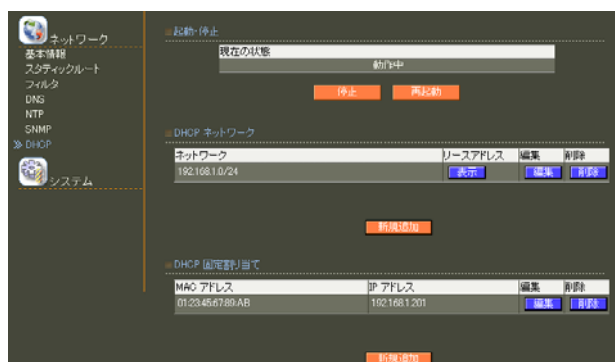 ネットワーク
基本情報
スタティックルート
フィルタ
DNS
NTP
SNMP
DHCP
システム
起動・停止
現在の状態
動作中
停止 再起動
DHCP ネットワーク
ネットワーク リースアドレス 編集 削除
192.168.1.0/24 表示 編集 削除
新規追加
DHCP 固定割り当て
MAC アドレス IP アドレス 編集 削除
01:23:45:67:89:AB 192.168.1.201 編集 削除
新規追加